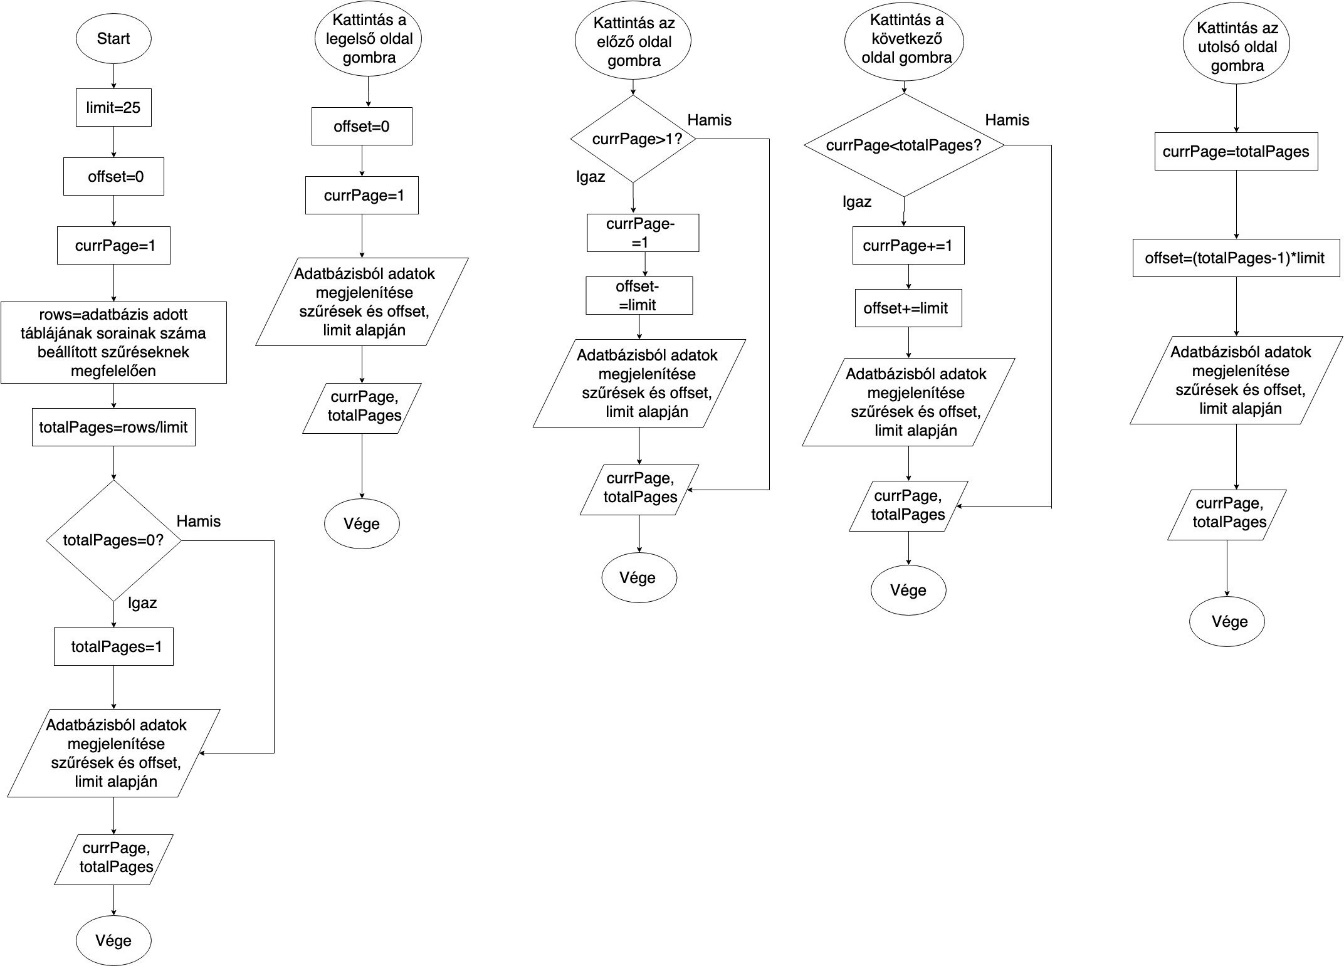 Start
limit=25
offset=0
currPage=1
rows=adatbázis adott
táblájának sorainak száma
beállított szűréseknek
megfelelően
totalPages=rows/limit
totalPages=0?
Hamis
Igaz
totalPages=1
Adatbázisból adatok
megjelenítése
szűrések és offset,
limit alapján
currPage,
totalPages
Vége
Kattintás a
legelső oldal
gombra
offset=0
currPage=1
Adatbázisból adatok
megjelenítése
szűrések és offset,
limit alapján
currPage,
totalPages
Vége
Kattintás az
előző oldal
gombra
currPage>1?
Hamis
Igaz
currPage-
=1
offset-
=limit
Adatbázisból adatok
megjelenítése
szűrések és offset,
limit alapján
currPage,
totalPages
Vége
Kattintás a
következő
oldal gombra
currPage<totalPages?
Hamis
Igaz
currPage+=1
offset+=limit
Adatbázisból adatok
megjelenítése
szűrések és offset,
limit alapján
currPage,
totalPages
Vége
Kattintás az
utolsó oldal
gombra
currPage=totalPages
offset=(totalPages-1)*limit
Adatbázisból adatok
megjelenítése
szűrések és offset,
limit alapján
currPage,
totalPages
Vége